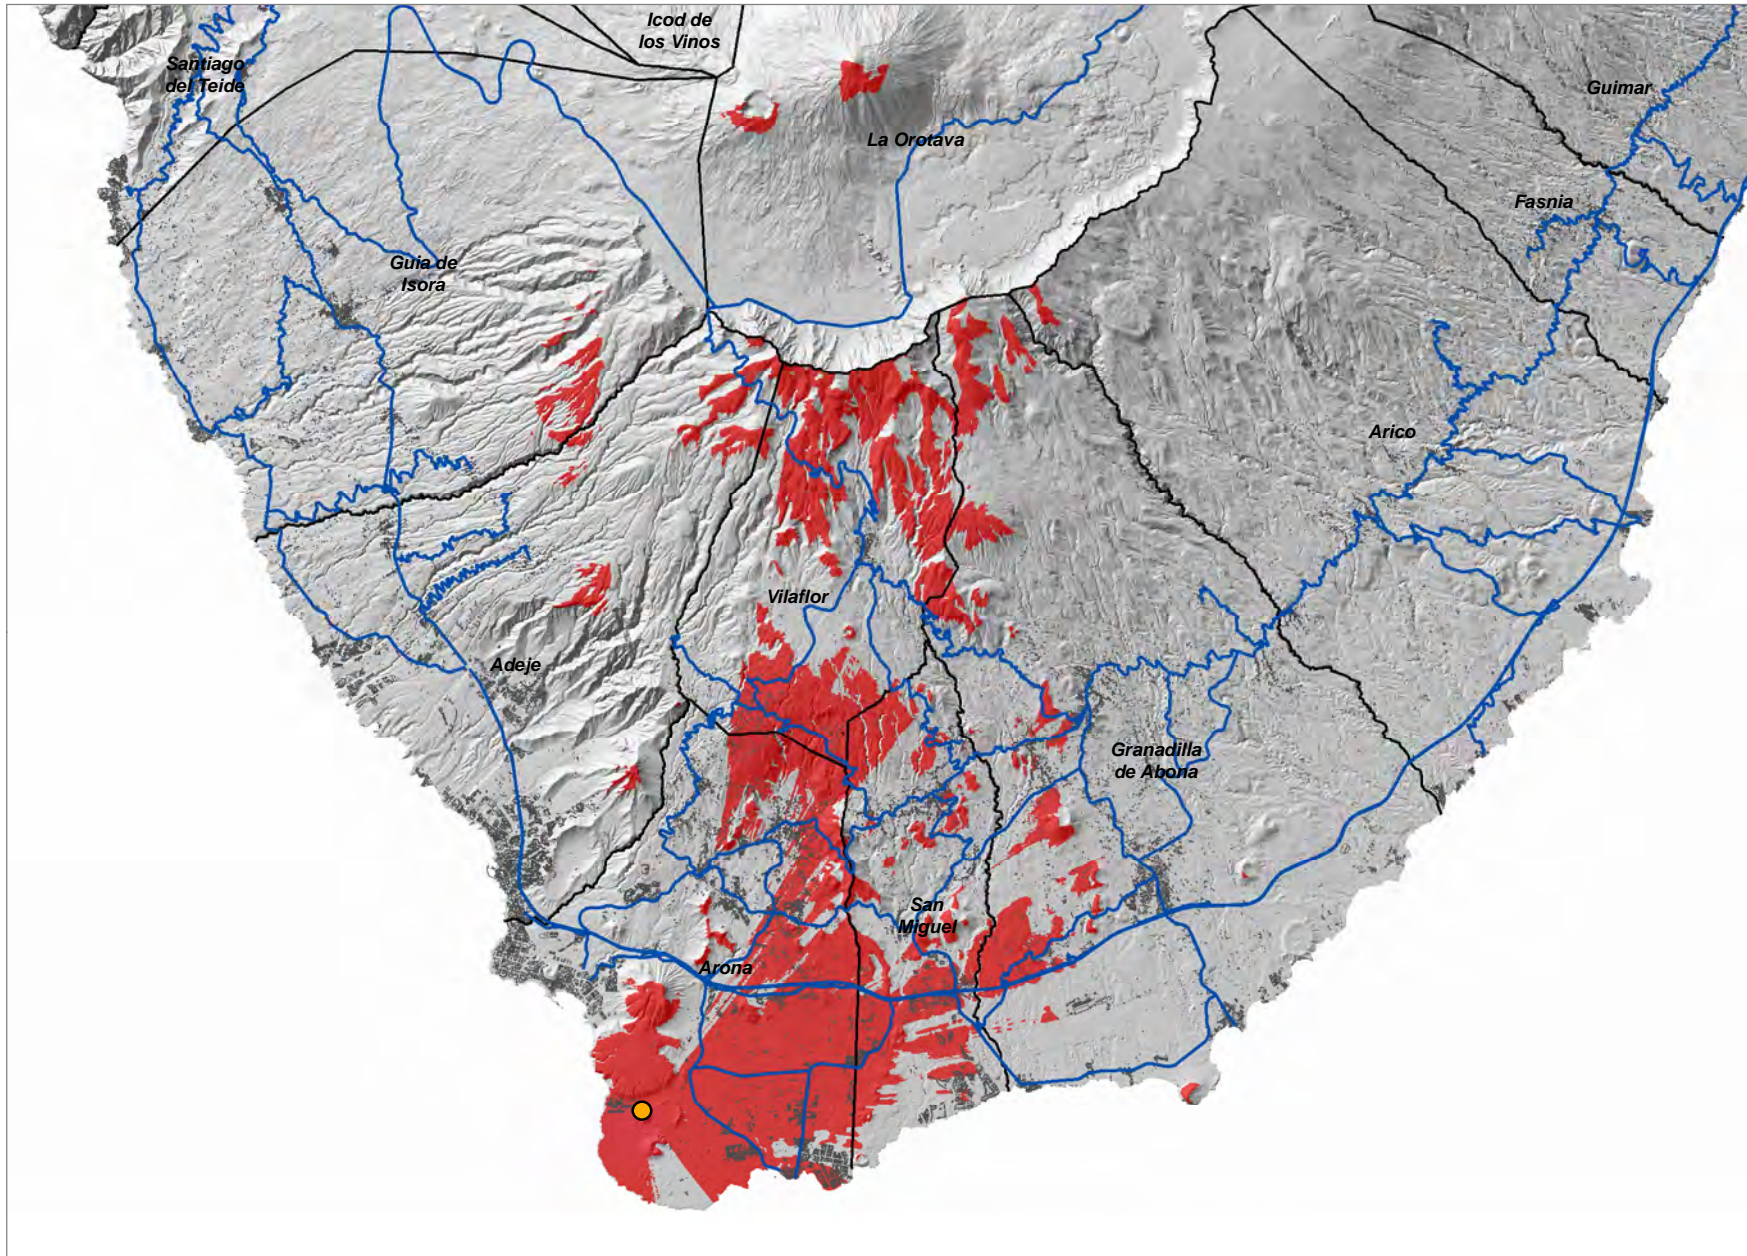 Icod de
los Vinos
Santiago
del Teide
Guimar
La Orotava
Fasnia
Guia de
Isora
Arico
Vilaflor
Adeje
Granadilla
de Abona
San
Miguel
Arona